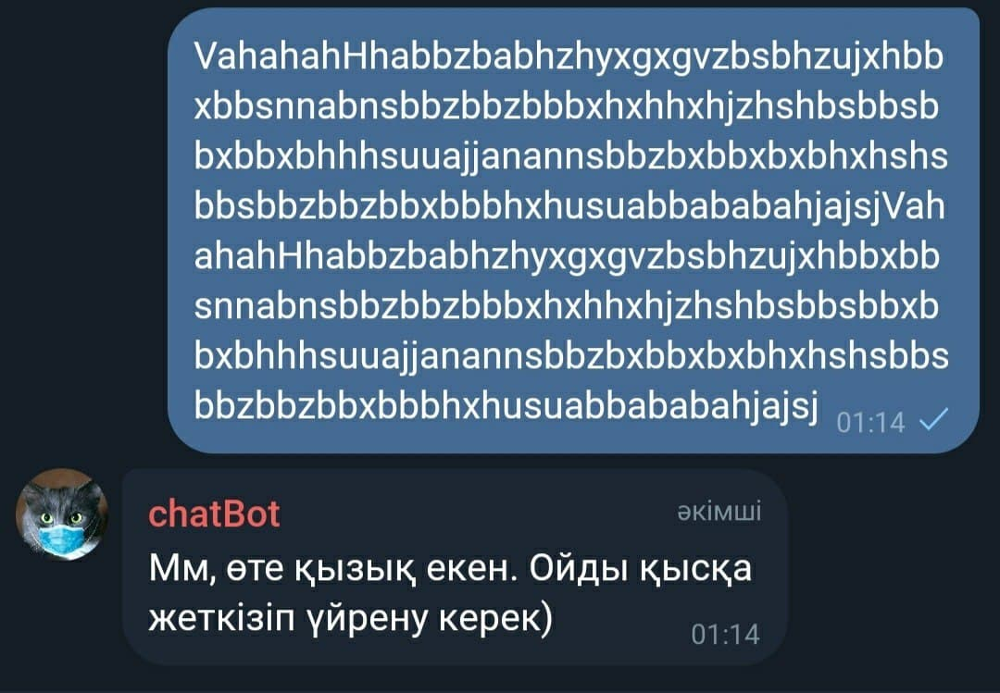 VahahahHhabbzbabhzhyxgxgvzbsbhzujxhbb
xbbsnnabnsbbzbbzbbbxhxhhxhjzhshbsbbsb
bxbbxbhhhsuuajjanannsbbzbxbbxbxbhxhshs
bbsbbzbbzbbxbbbhxhusuabbababahjajsjVah
ahahHhabbzbabhzhyxgxgvzbsbhzujxhbbxbb
snnabnsbbzbbzbbbxhxhhxhjzhshbsbbsbbxb
bxbhhhsuuajjanannsbbzbxbbxbxbhxhshsbbs
bbzbbzbbxbbbhxhusuabbababahjajsj 01:14
chatBot әкімші
Мм, өте қызық екен. Ойды қысқа
жеткізіп үйрену керек)
01:14